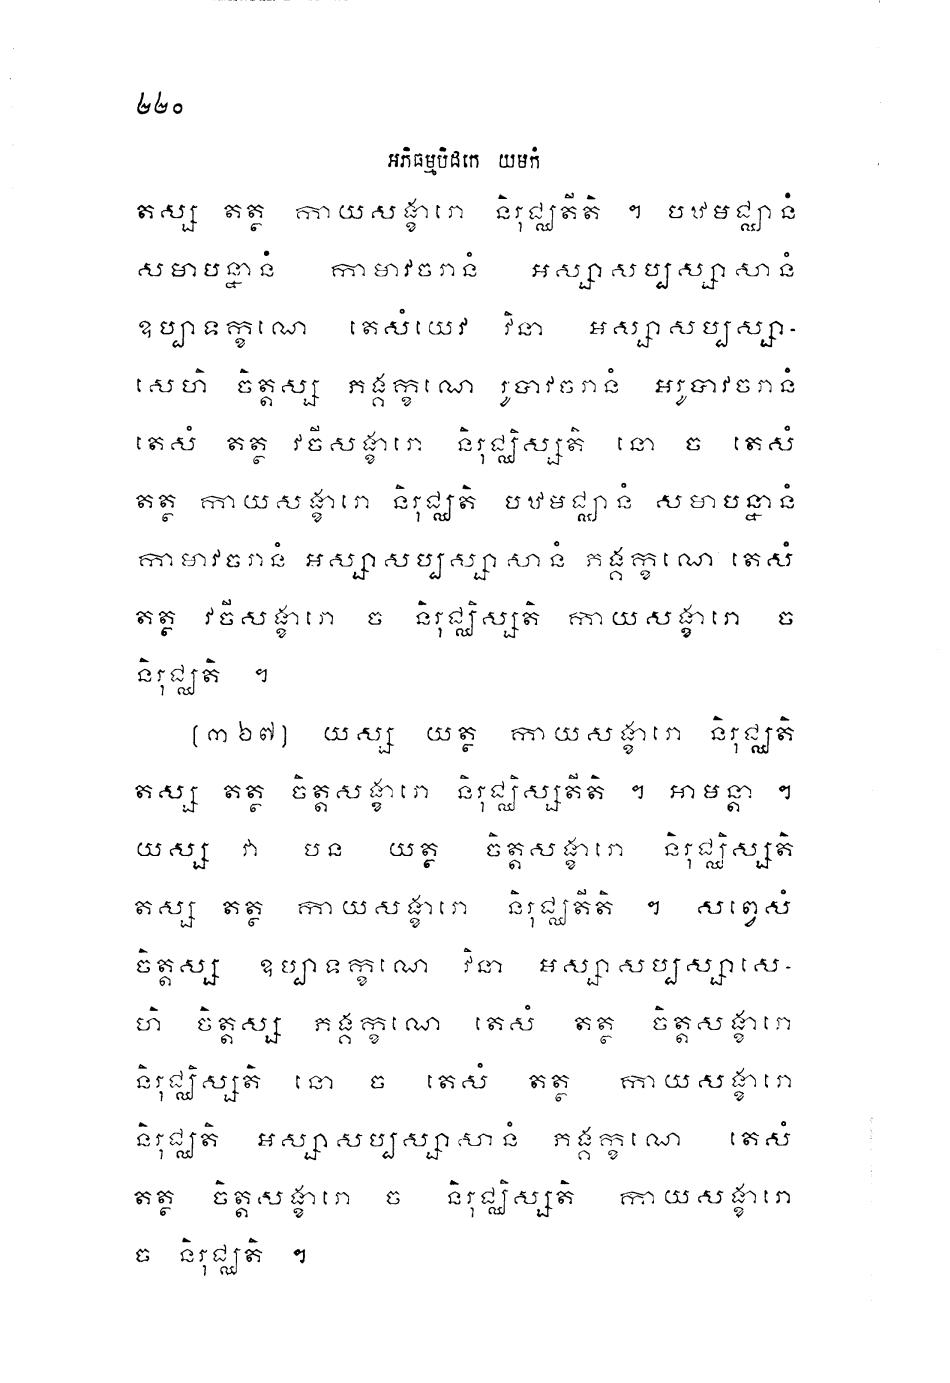 ២២០
អភិធម្មបិដកេ យមកំ
តស្ស តត្ថ កាយសង្ខារោ និរុជ្ឈតីតិ ។ បឋមជ្ឈានំ
សមាបន្នានំ កាមាវចរានំ អស្សាសប្បស្សាសានំ
ឧប្បាទក្ខណេ តេសំយេវ វិនា អស្សាសប្បស្សា-
សេហិ ចិត្តស្ស ភង្គក្ខណេ រូបាវចរានំ អរូបាវចរានំ
តេសំ តត្ថ វចីសង្ខារោ និរុជ្ឈិស្សតិ នោ ច តេសំ
តត្ថ កាយសង្ខារោ និរុជ្ឈតិ បឋមជ្ឈានំ សមាបន្នានំ
កាមាវចរានំ អស្សាសប្បស្សាសានំ ភង្គក្ខណេ តេសំ
តត្ថ វចីសង្ខារោ ច និរុជ្ឈិស្សតិ កាយសង្ខារោ ច
និរុជ្ឈតិ ។
[៣៦៧] យស្ស យត្ថ កាយសង្ខារោ និរុជ្ឈតិ
តស្ស តត្ថ ចិត្តសង្ខារោ និរុជ្ឈិស្សតីតិ ។ អាមន្តា ។
យស្ស វា បន យត្ថ ចិត្តសង្ខារោ និរុជ្ឈិស្សតិ
តស្ស តត្ថ កាយសង្ខារោ និរុជ្ឈតីតិ ។ សព្វេសំ
ចិត្តស្ស ឧប្បាទក្ខណេ វិនា អស្សាសប្បស្សាសេ-
ហិ ចិត្តស្ស ភង្គក្ខណេ តេសំ តត្ថ ចិត្តសង្ខារោ
និរុជ្ឈិស្សតិ នោ ច តេសំ តត្ថ កាយសង្ខារោ
និរុជ្ឈតិ អស្សាសប្បស្សាសានំ ភង្គក្ខណេ តេសំ
តត្ថ ចិត្តសង្ខារោ ច និរុជ្ឈិស្សតិ កាយសង្ខារោ
ច និរុជ្ឈតិ ។